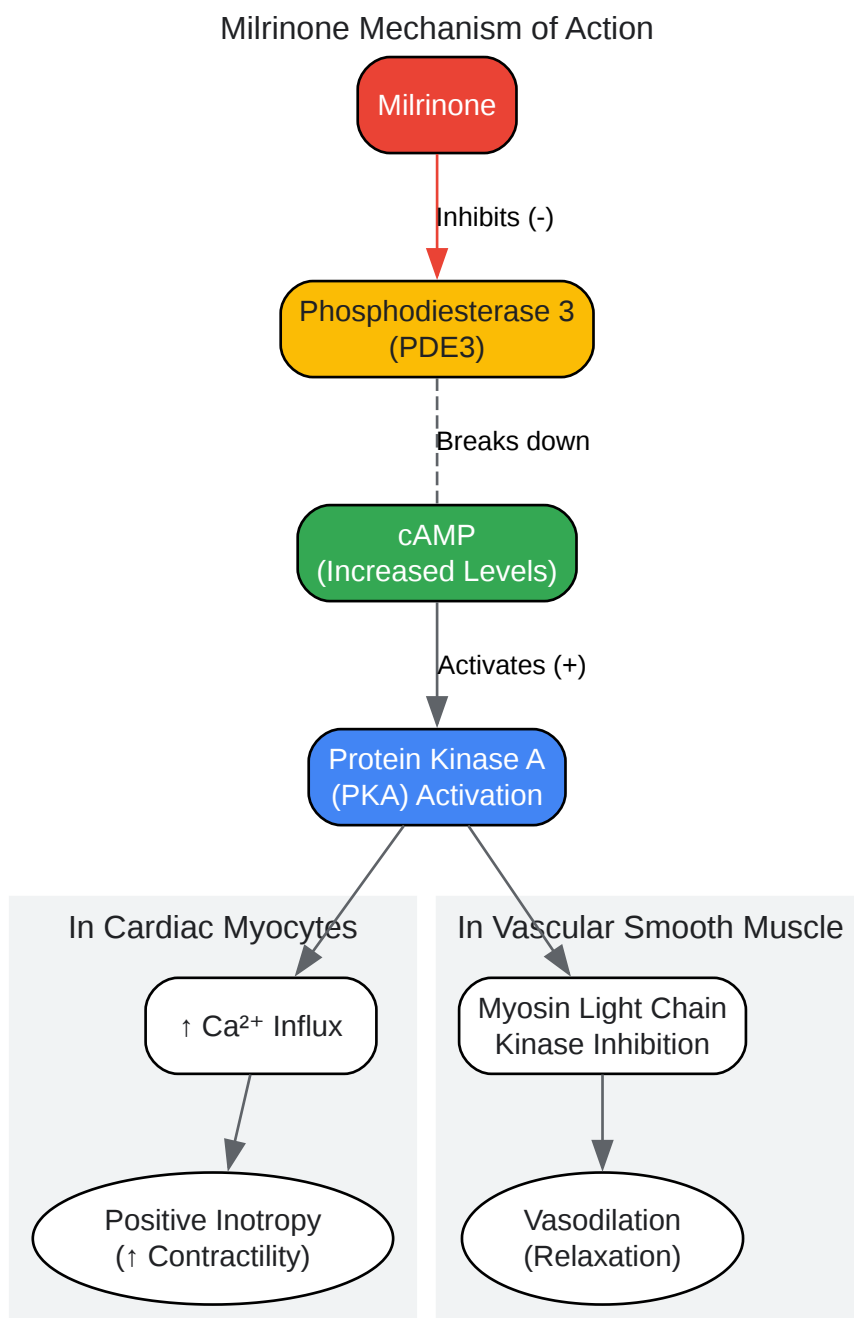 Milrinone Mechanism of Action
Milrinone
Inhibits (-)
Phosphodiesterase 3
(PDE3)
Breaks down
cAMP
(Increased Levels)
Activates (+)
Protein Kinase A
(PKA) Activation
In Cardiac Myocytes
↑ Ca²⁺ Influx
Positive Inotropy
(↑ Contractility)
In Vascular Smooth Muscle
Myosin Light Chain
Kinase Inhibition
Vasodilation
(Relaxation)